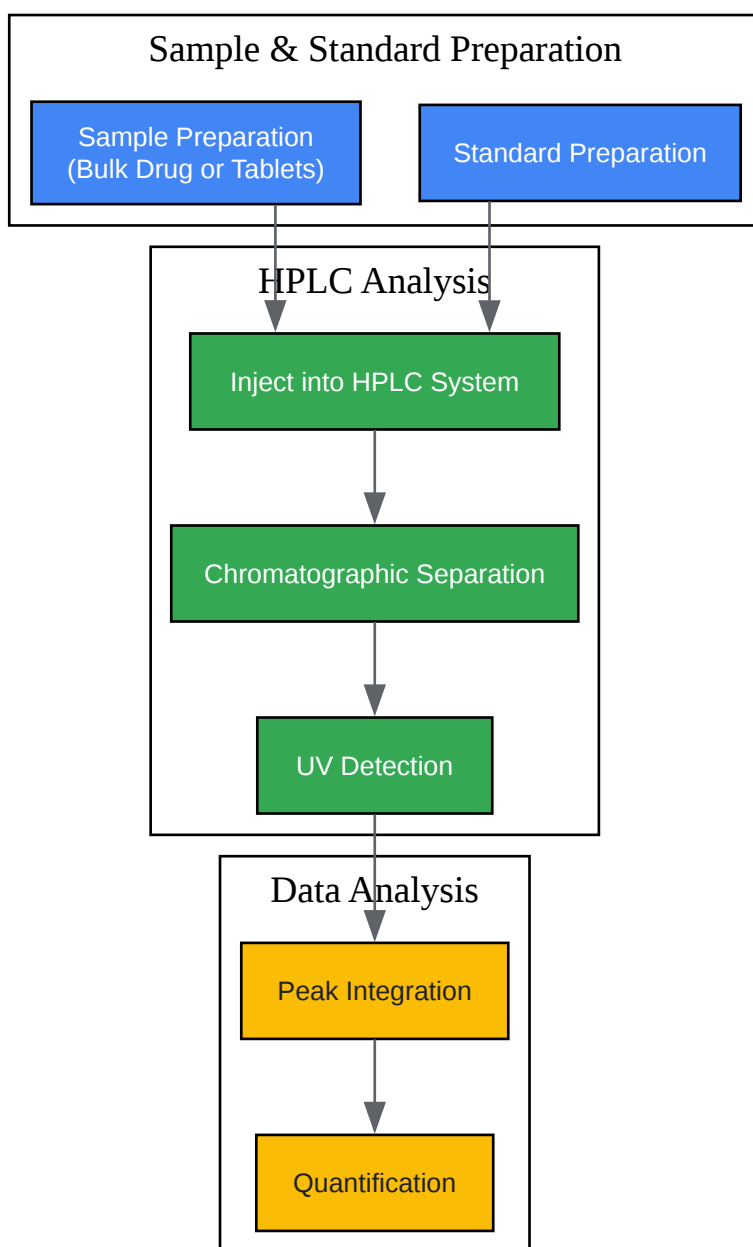 Sample & Standard Preparation
Sample Preparation
(Bulk Drug or Tablets)
Standard Preparation
HPLC Analysis
Inject into HPLC System
Chromatographic Separation
UV Detection
Data Analysis
Peak Integration
Quantification